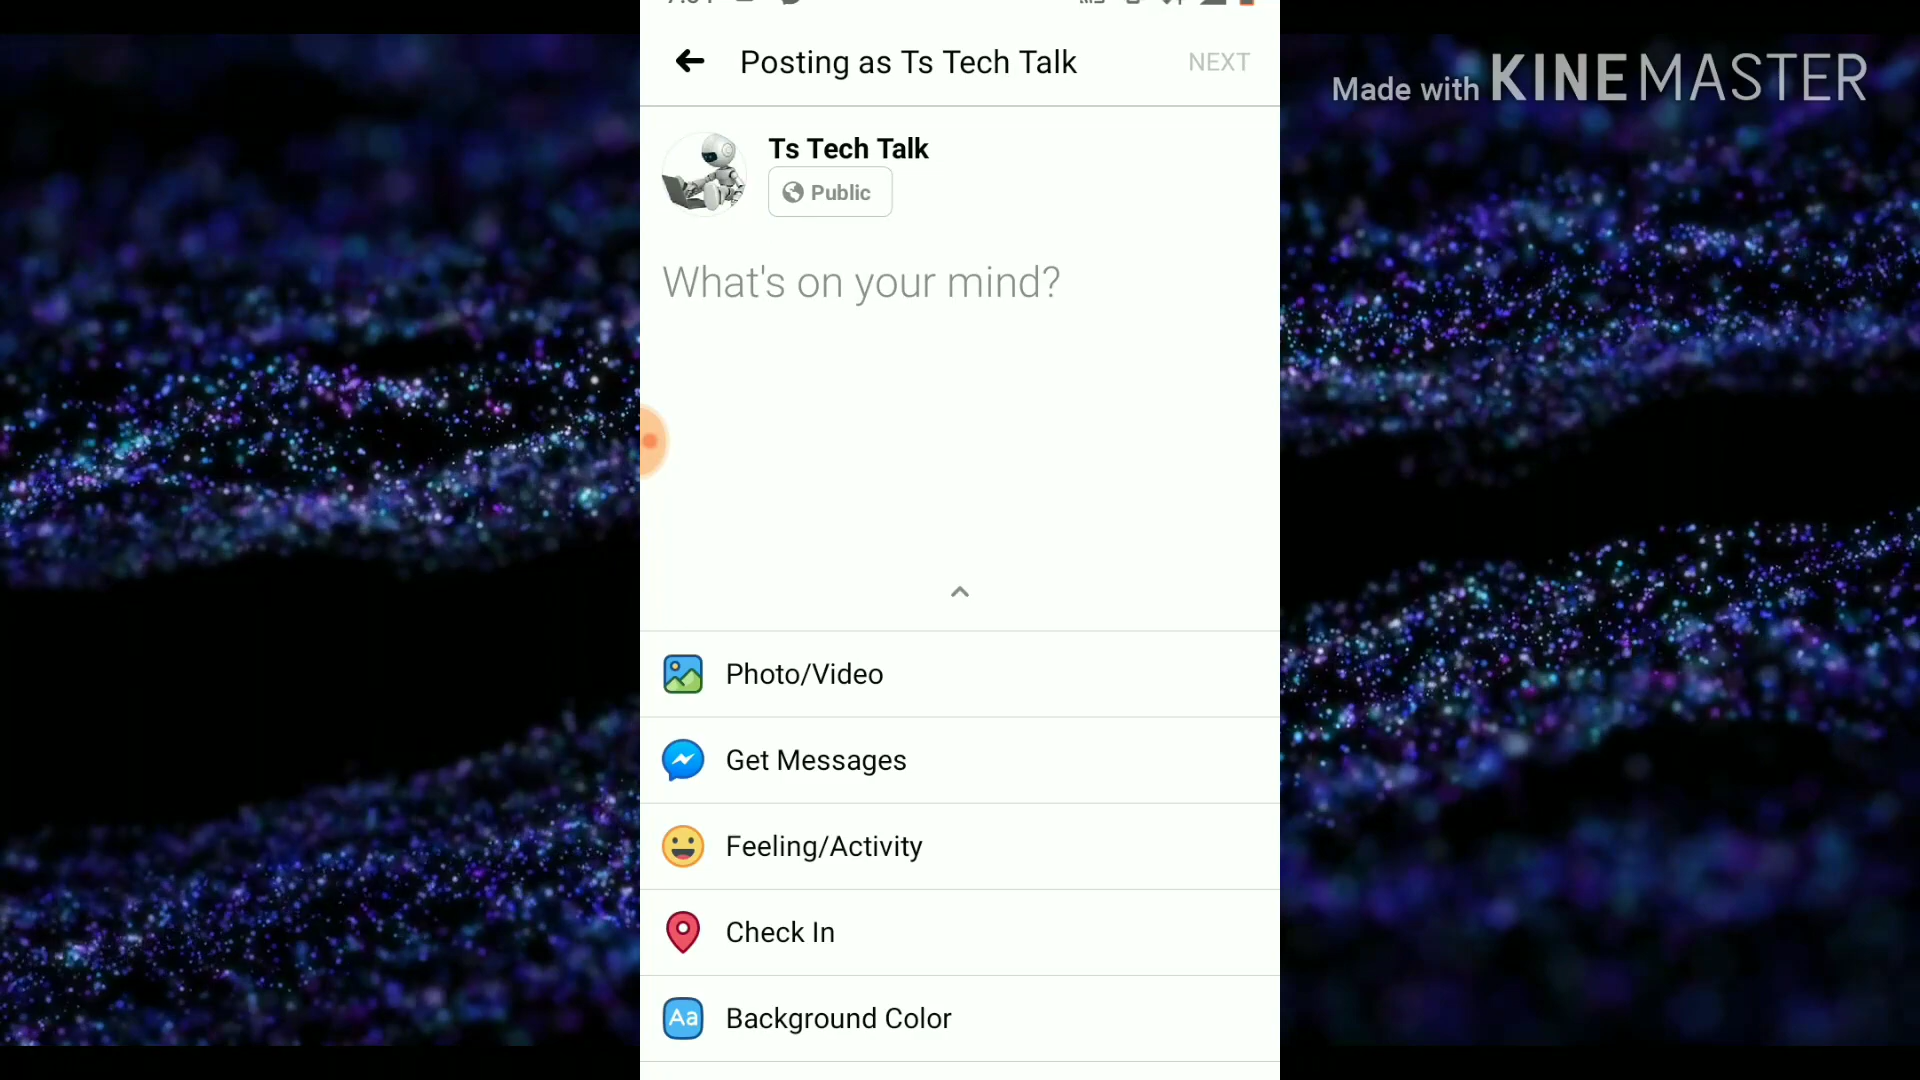 Posting as Ts Tech Talk
NEXT
Made with KINEMASTER
Ts Tech Talk
Public
What's on your mind?
Photo/Video
Get Messages
Feeling/Activity
Check In
Aa
Background Color